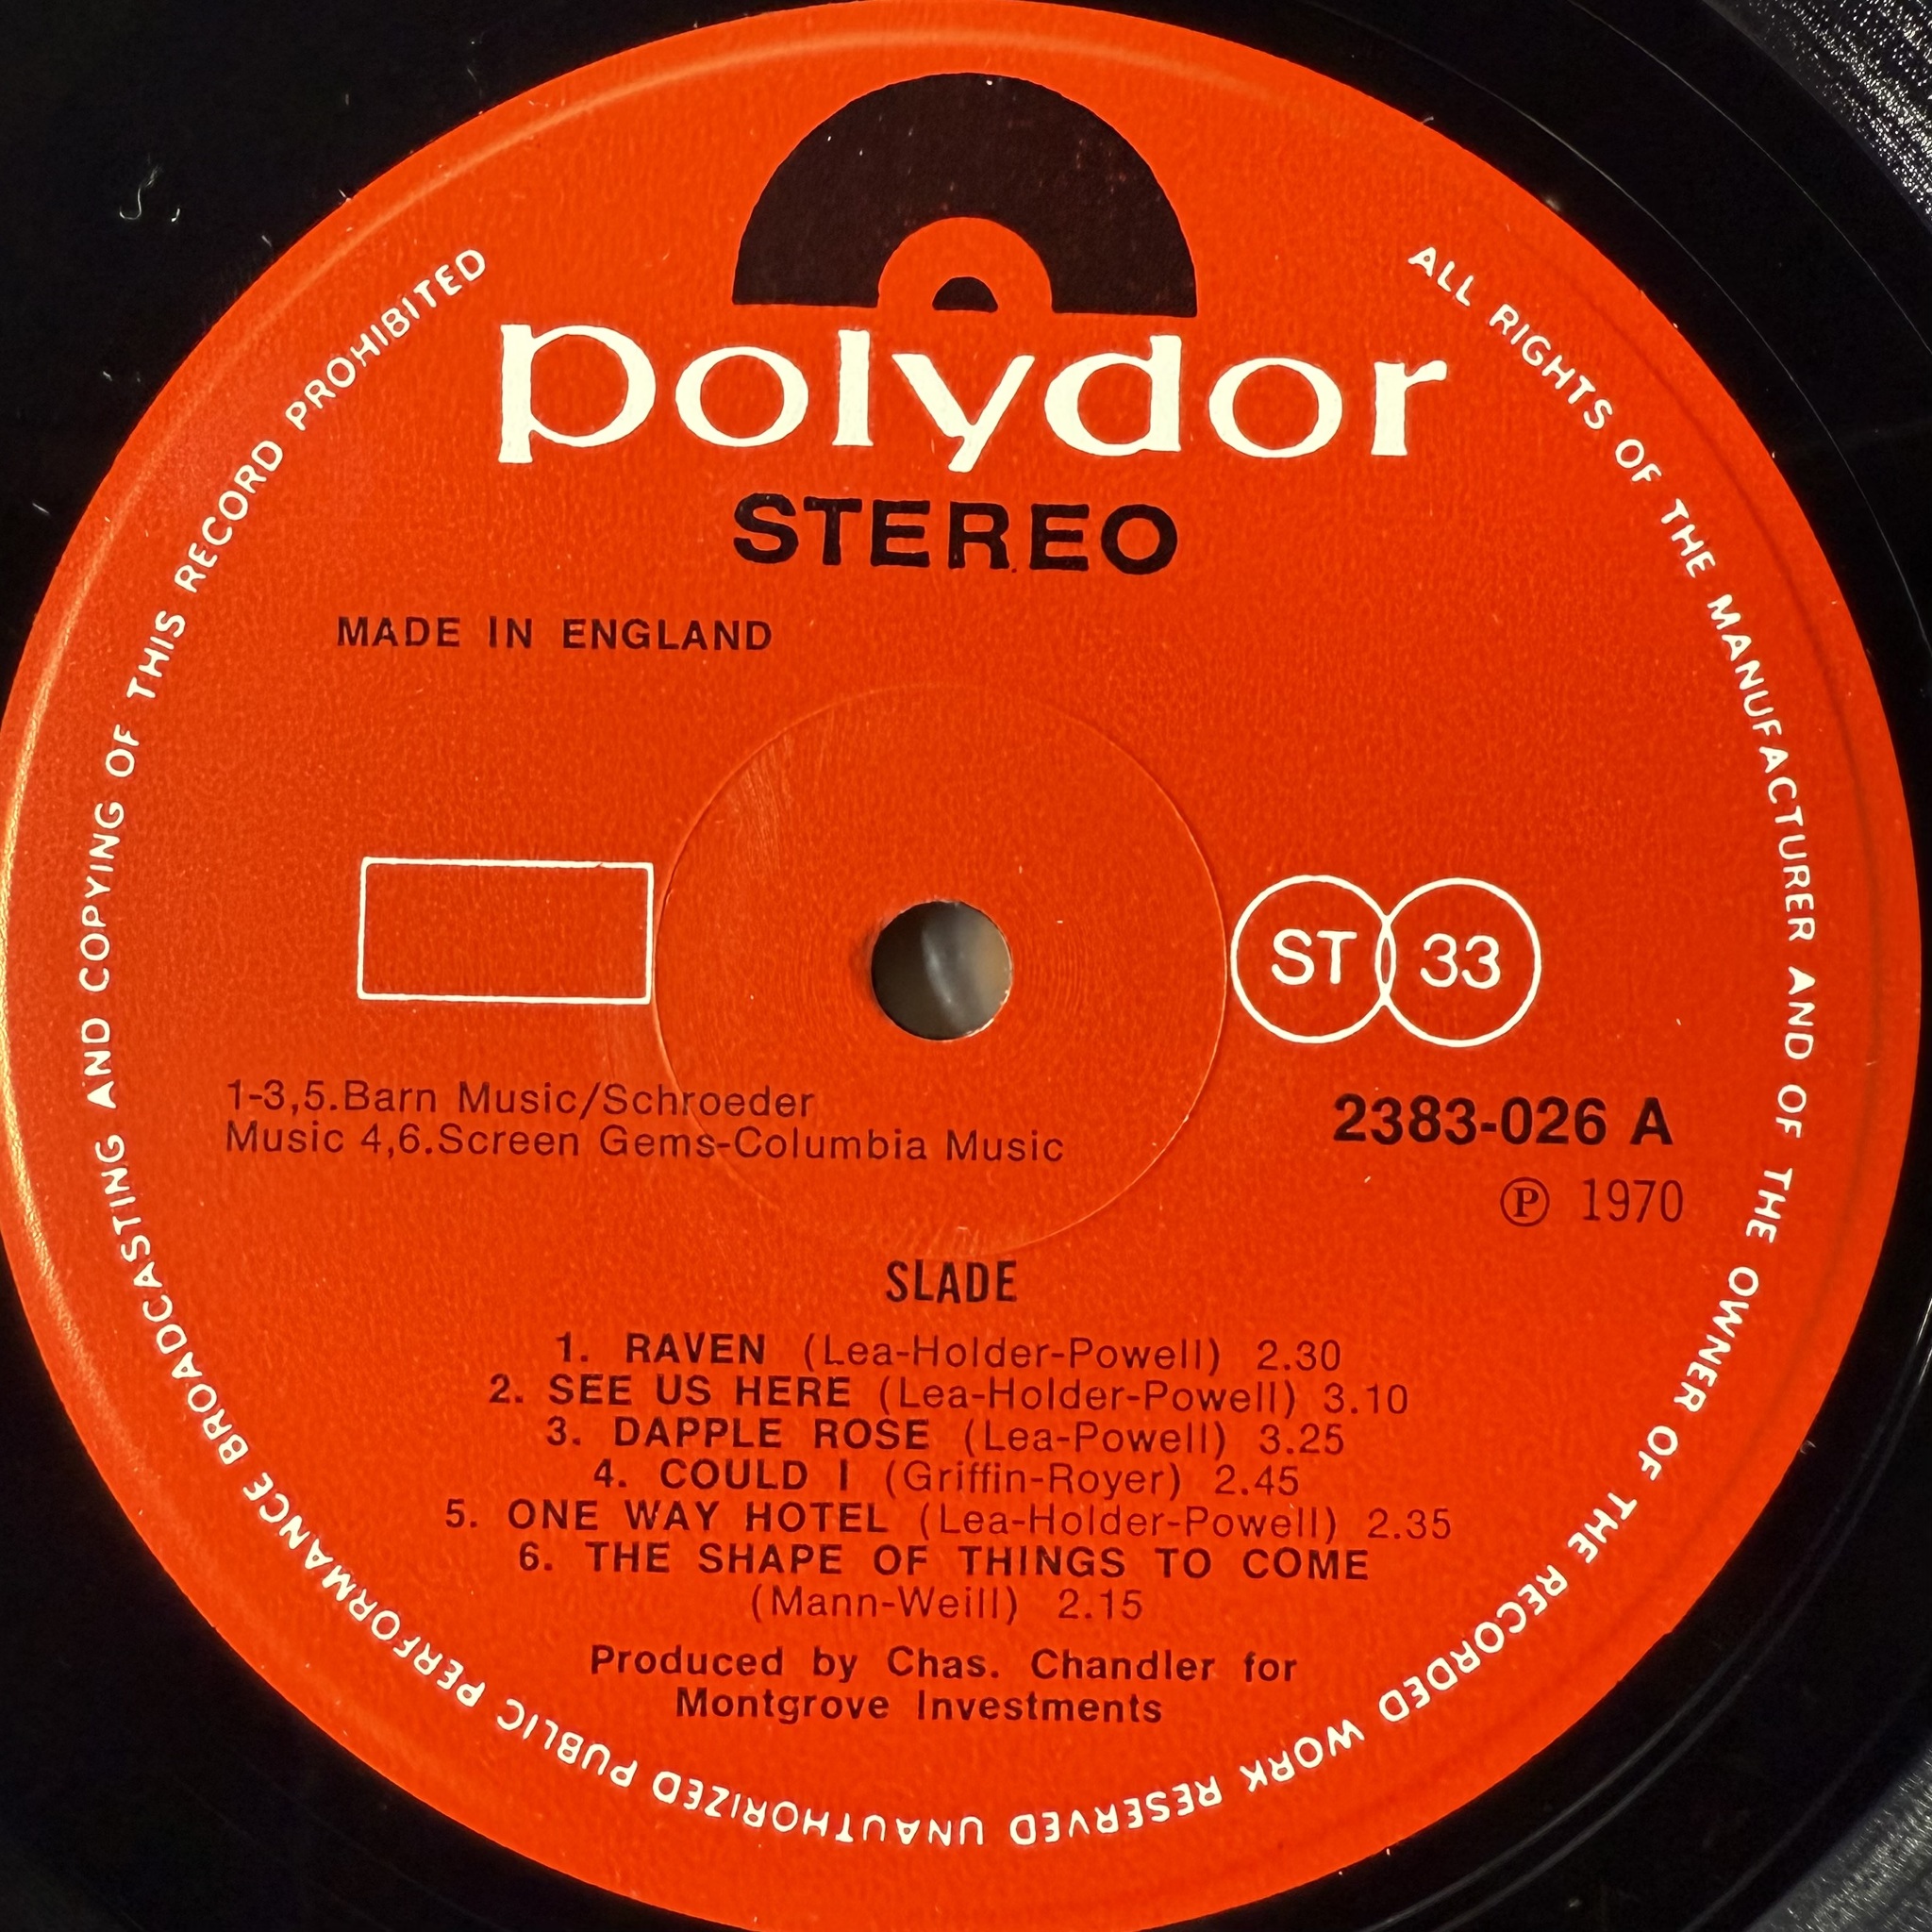 polydor
STEREO
MADE IN ENGLAND
ST 33
1-3,5.Barn Music/Schroeder
Music 4,6.Screen Gems-Columbia Music
2383-026 A
Ⓟ 1970
SLADE
1. RAVEN (Lea-Holder-Powell) 2.30
2. SEE US HERE (Lea-Holder-Powell) 3.10
3. DAPPLE ROSE (Lea-Powell) 3.25
4. COULD I (Griffin-Royer) 2.45
5. ONE WAY HOTEL (Lea-Holder-Powell) 2.35
6. THE SHAPE OF THINGS TO COME
(Mann-Weill) 2.15
Produced by Chas. Chandler for
Montgrove Investments
ALL RIGHTS OF THE MANUFACTURER AND OF THE OWNER OF THE RECORDED WORK RESERVED UNAUTHORIZED PUBLIC PERFORMANCE BROADCASTING AND COPYING OF THIS RECORD PROHIBITED